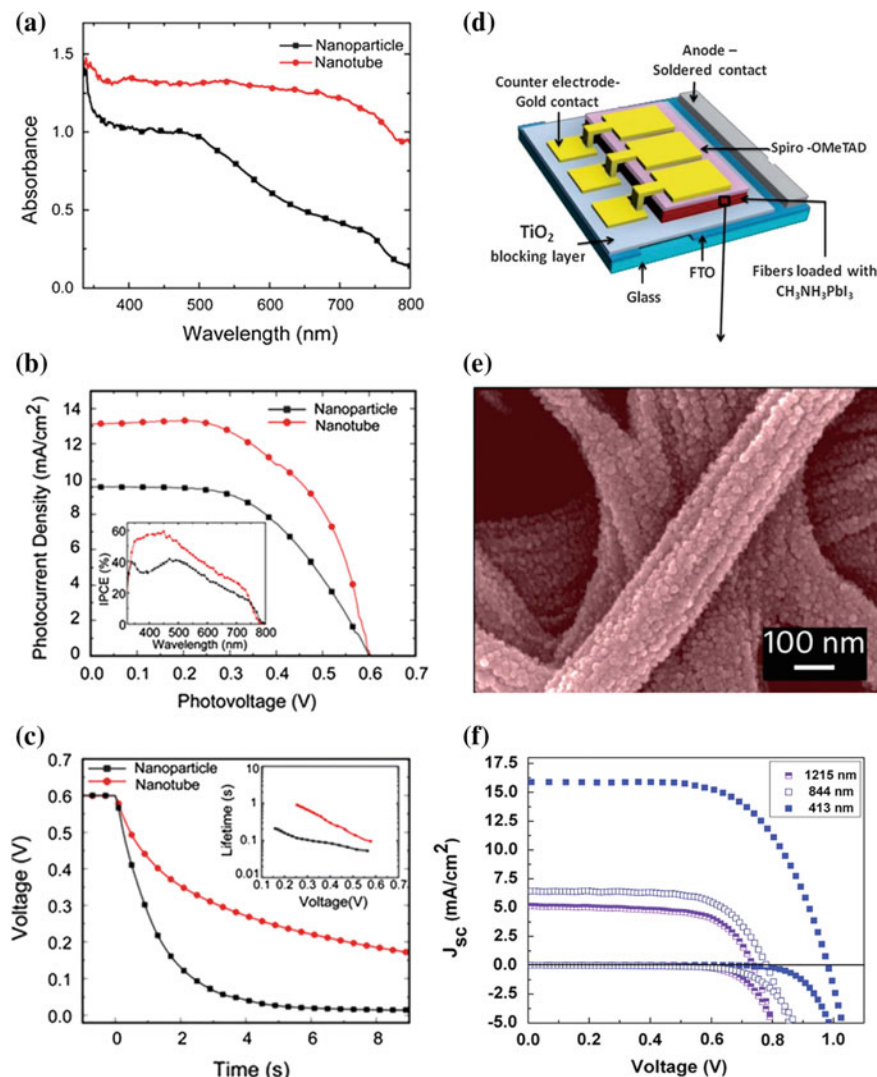 (a)
Nanoparticle
Nanotube
1.5
1.0
0.5
0.0
Absorbance
400 500 600 700 800
Wavelength (nm)
(d)
Anode –
Soldered contact
Counter electrode-
Gold contact
Spiro -OMeTAD
TiO2
blocking layer
FTO
Glass
Fibers loaded with
CH3NH3PbI3
(b)
Nanoparticle
Nanotube
14
12
10
8
6
4
2
0
Photocurrent Density (mA/cm2)
60
40
20
0
IPCE (%)
400 500 600 700 800
Wavelength (nm)
0.0 0.1 0.2 0.3 0.4 0.5 0.6 0.7
Photovoltage (V)
(e)
100 nm
(c)
Nanoparticle
Nanotube
0.6
0.5
0.4
0.3
0.2
0.1
0.0
Voltage (V)
10
1
0.1
0.01
Lifetime (s)
0.1 0.2 0.3 0.4 0.5 0.6 0.7
Voltage(V)
0 2 4 6 8
Time (s)
(f)
1215 nm
844 nm
413 nm
17.5
15.0
12.5
10.0
7.5
5.0
2.5
0.0
-2.5
-5.0
JSC (mA/cm2)
0.0 0.2 0.4 0.6 0.8 1.0
Voltage (V)